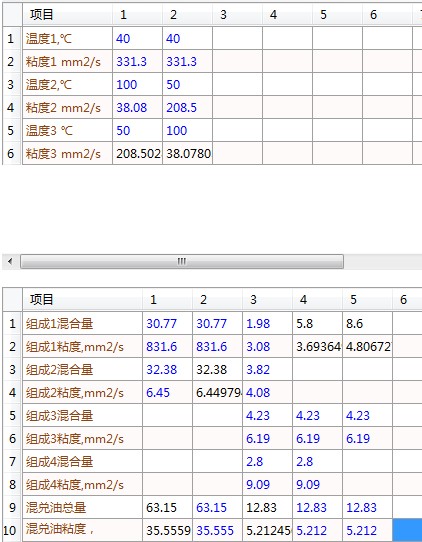 项目 1 2 3 4 5 6
1 温度1,℃ 40 40
2 粘度1 mm2/s 331.3 331.3
3 温度2,℃ 100 50
4 粘度2 mm2/s 38.08 208.5
5 温度3 ℃ 50 100
6 粘度3 mm2/s 208.502 38.0780
项目 1 2 3 4 5 6
1 组成1混合量 30.77 30.77 1.98 5.8 8.6
2 组成1粘度,mm2/s 831.6 831.6 3.08 3.69364 4.80672
3 组成2混合量 32.38 32.38 3.82
4 组成2粘度,mm2/s 6.45 6.44979 4.08
5 组成3混合量 4.23 4.23 4.23
6 组成3粘度,mm2/s 6.19 6.19 6.19
7 组成4混合量 2.8 2.8
8 组成4粘度,mm2/s 9.09 9.09
9 混兑油总量 63.15 63.15 12.83 12.83 12.83
10 混兑油粘度， 35.5559 35.555 5.21245 5.212 5.212